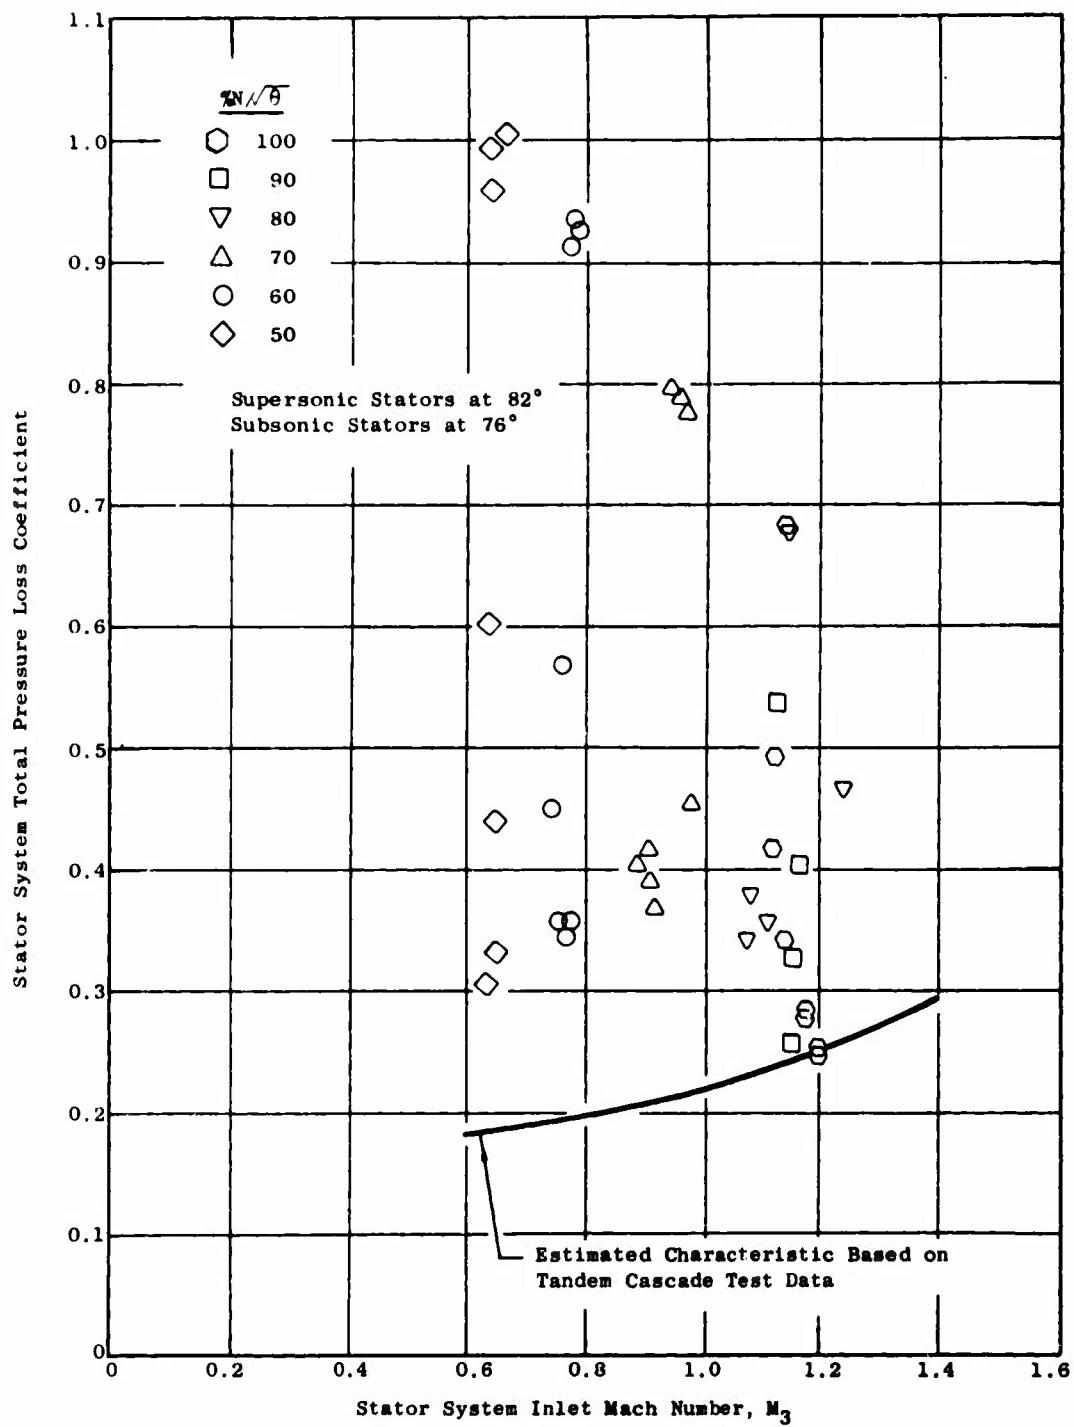 1.1
%N/√θ
100
1.0
90
80
0.9
70
60
50
0.8
Supersonic Stators at 82°
Subsonic Stators at 76°
0.7
0.6
0.5
0.4
0.3
0.2
0.1
Estimated Characteristic Based on
Tandem Cascade Test Data
0
0 0.2 0.4 0.6 0.8 1.0 1.2 1.4 1.6
Stator System Inlet Mach Number, M₃
Stator System Total Pressure Loss Coefficient